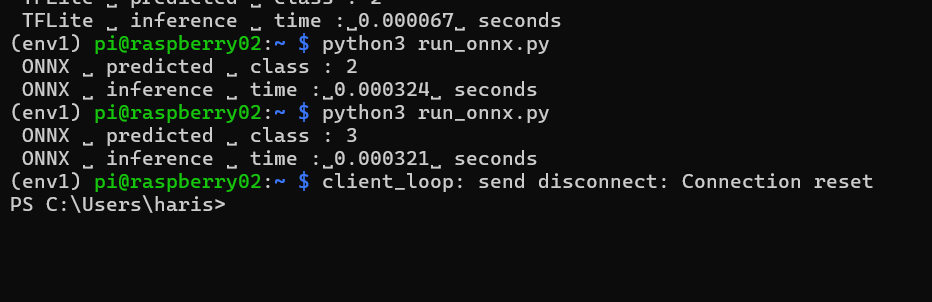 TFLite ␣ predicted ␣ class : 2
TFLite ␣ inference ␣ time :␣0.000067␣ seconds
(env1) pi@raspberry02:~ $ python3 run_onnx.py
ONNX ␣ predicted ␣ class : 2
ONNX ␣ inference ␣ time :␣0.000324␣ seconds
(env1) pi@raspberry02:~ $ python3 run_onnx.py
ONNX ␣ predicted ␣ class : 3
ONNX ␣ inference ␣ time :␣0.000321␣ seconds
(env1) pi@raspberry02:~ $ client_loop: send disconnect: Connection reset
PS C:\Users\haris>